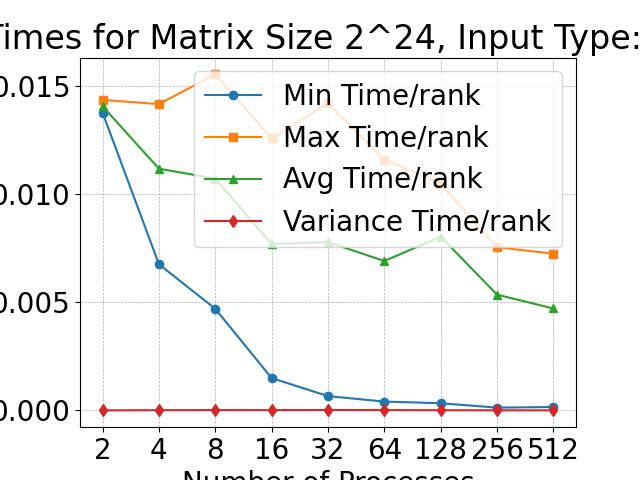 Times for Matrix Size 2^24, Input Type:
0.015
0.010
0.005
0.000
Min Time/rank
Max Time/rank
Avg Time/rank
Variance Time/rank
2 4 8 16 32 64 128 256 512
Number of Processes